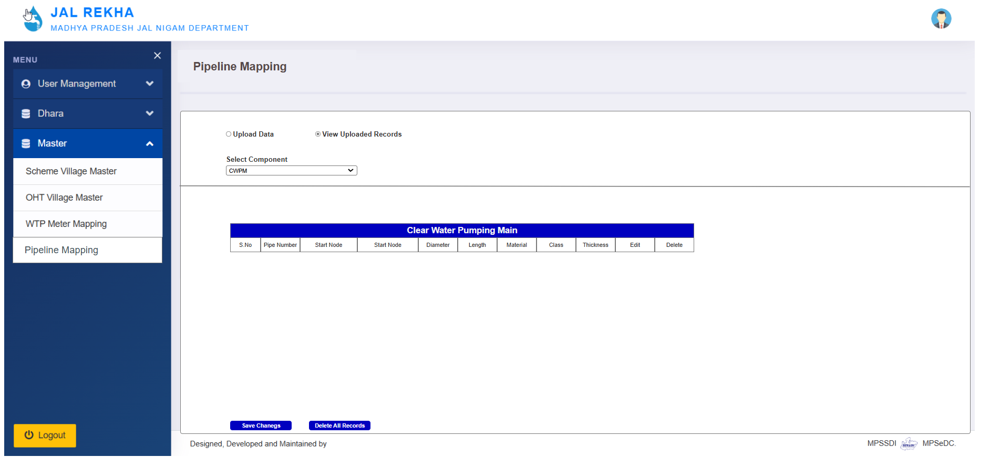 JAL REKHA
MADHYA PRADESH JAL NIGAM DEPARTMENT
MENU
User Management
Dhara
Master
Scheme Village Master
OHT Village Master
WTP Meter Mapping
Pipeline Mapping
Logout
Pipeline Mapping
Upload Data View Uploaded Records
Select Component
CWPM
Clear Water Pumping Main
S.No Pipe Number Start Node Start Node Diameter Length Material Class Thickness Edit Delete
Save Chanegs Delete All Records
Designed, Developed and Maintained by
MPSSDI MPSeDC.